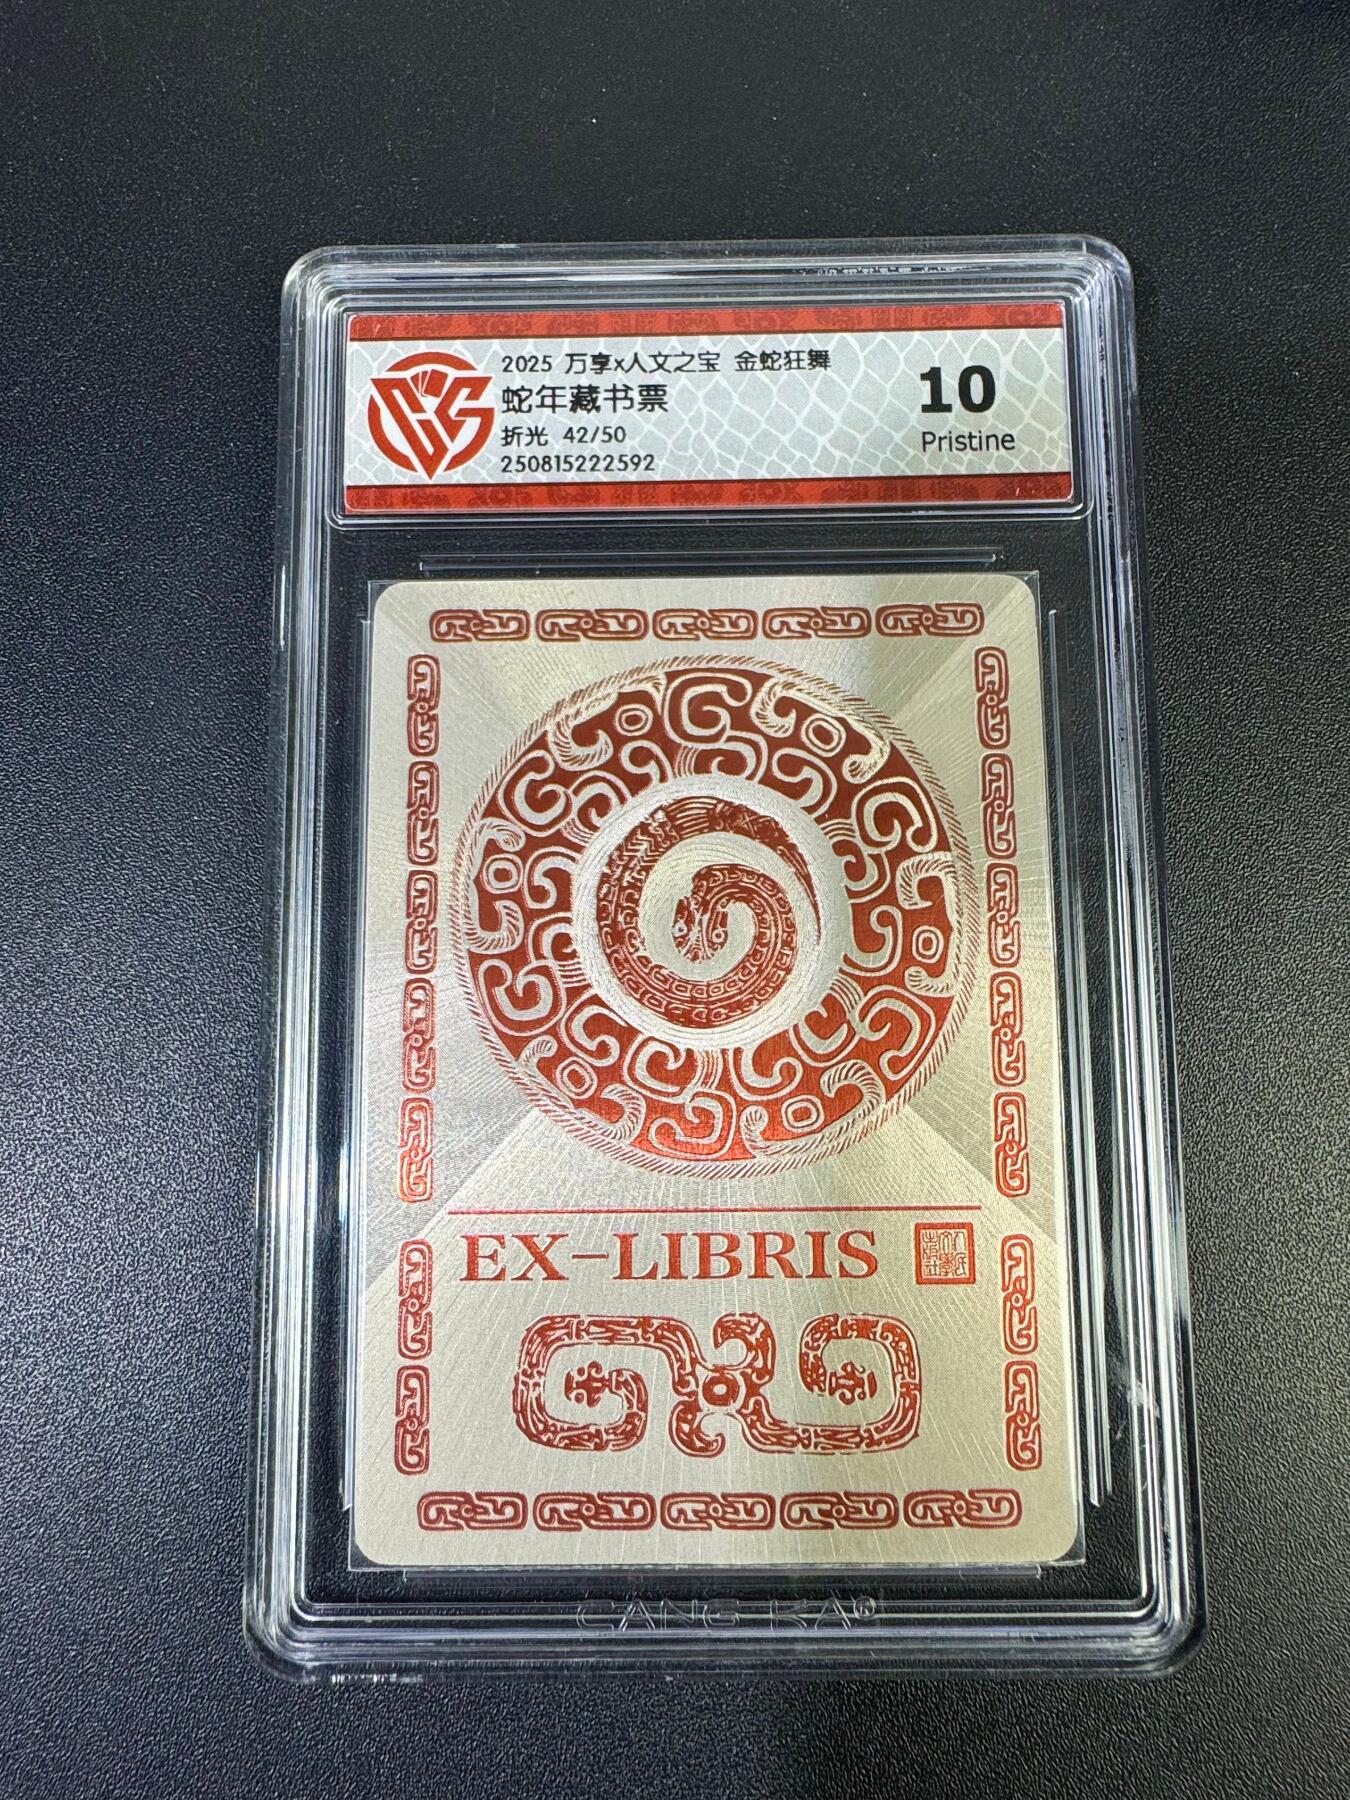 2025 万享x人文之宝 金蛇狂舞
蛇年藏书票
折光 42/50
250815222592
10
Pristine
EX-LIBRIS
CANG KA®